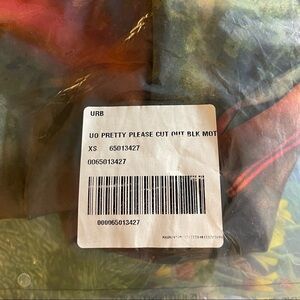 URB
UO PRETTY PLEASE CUT OUT BLK MOT
XS 65013427
0065013427
000065013427